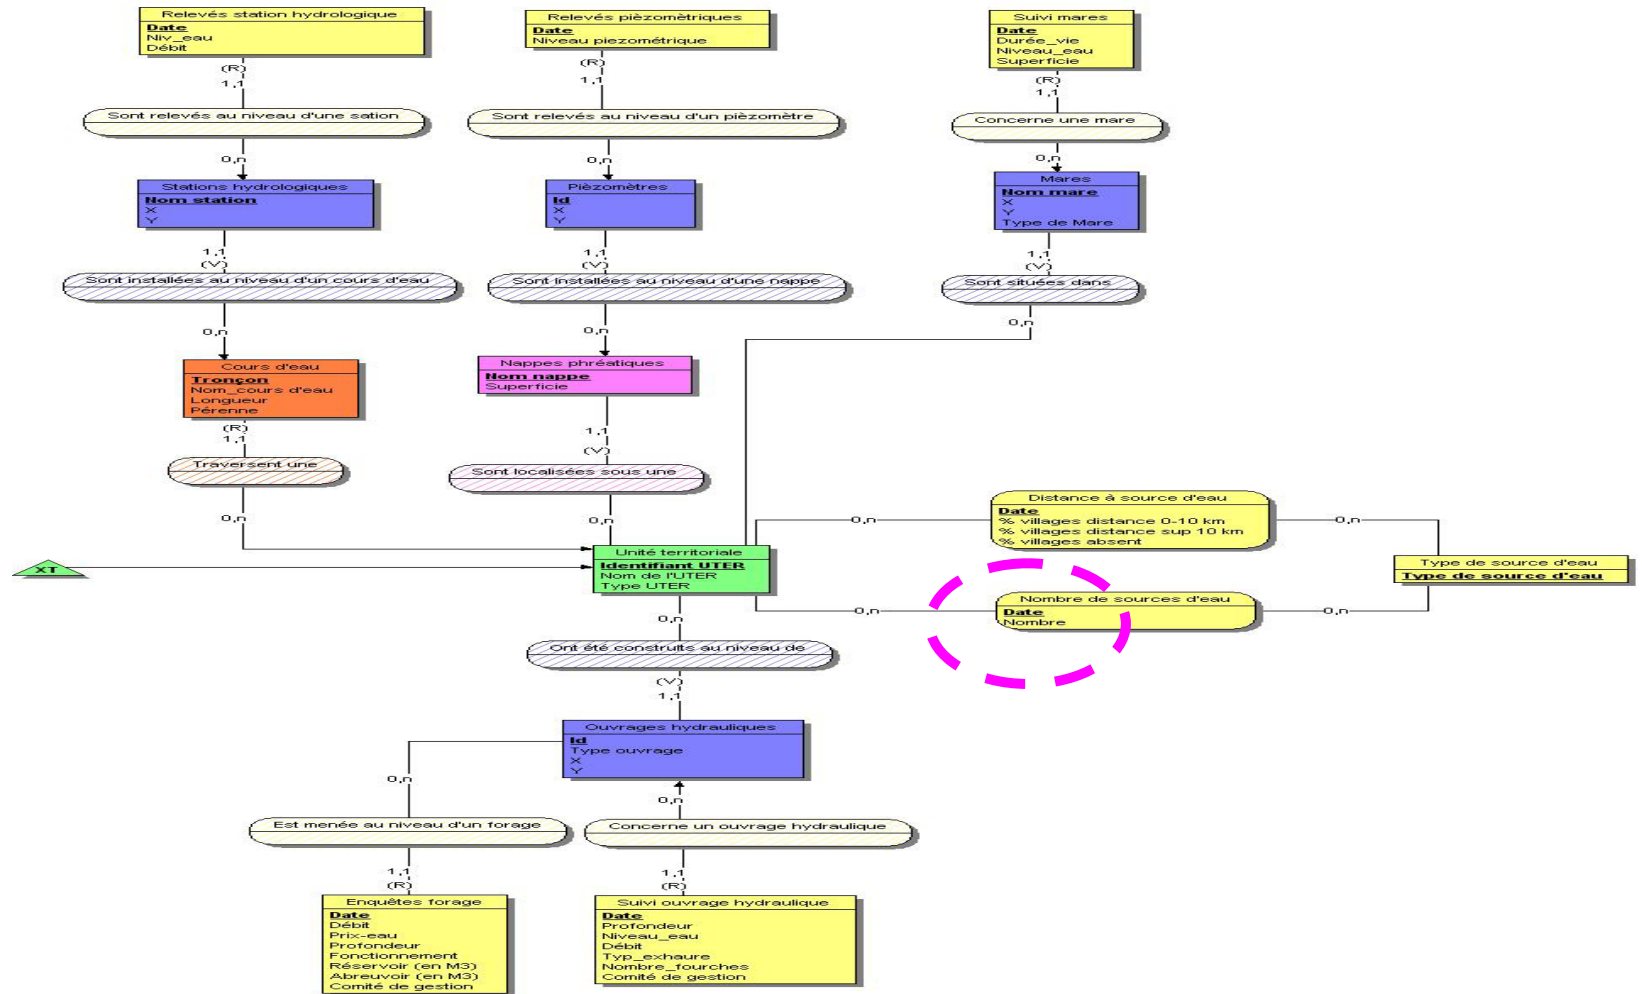 Relevés station hydrologique
Date
Niv_eau
Débit
(R)
1,1
Sont relevés au niveau d'une sation
0,n
Stations hydrologiques
Nom station
X
Y
1,1
(V)
Sont installées au niveau d'un cours d'eau
0,n
Cours d'eau
Tronçon
Nom_cours d'eau
Longueur
Pérenne
(R)
1,1
Traversent une
0,n
Relevés pièzomètriques
Date
Niveau piezométrique
(R)
1,1
Sont relevés au niveau d'un pièzomètre
0,n
Pièzomètres
Id
X
Y
1,1
(V)
Sont Installées au niveau d'une nappe
0,n
Nappes phréatiques
Nom nappe
Superficie
1,1
(V)
Sont localisées sous une
0,n
Suivi mares
Date
Durée_vie
Niveau_eau
Superficie
(R)
1,1
Concerne une mare
0,n
Mares
Nom mare
X
Y
Type de Mare
1,1
(V)
Sont situées dans
0,n
XT
Unité territoriale
Identifiant UTER
Nom de l'UTER
Type UTER
0,n
Distance à source d'eau
Date
% villages distance 0-10 km
% villages distance sup 10 km
% villages absent
0,n
Type de source d'eau
Type de source d'eau
0,n
Nombre de sources d'eau
Date
Nombre
0,n
0,n
Ont été construits au niveau de
(V)
1,1
Ouvrages hydrauliques
Id
Type ouvrage
X
Y
0,n
Est menée au niveau d'un forage
1,1
(R)
Enquêtes forage
Date
Débit
Prix-eau
Profondeur
Fonctionnement
Réservoir (en M3)
Abreuvoir (en M3)
Comité de gestion
0,n
Concerne un ouvrage hydraulique
1,1
(R)
Suivi ouvrage hydraulique
Date
Profondeur
Niveau_eau
Débit
Typ_exhaure
Nombre_fourches
Comité de gestion